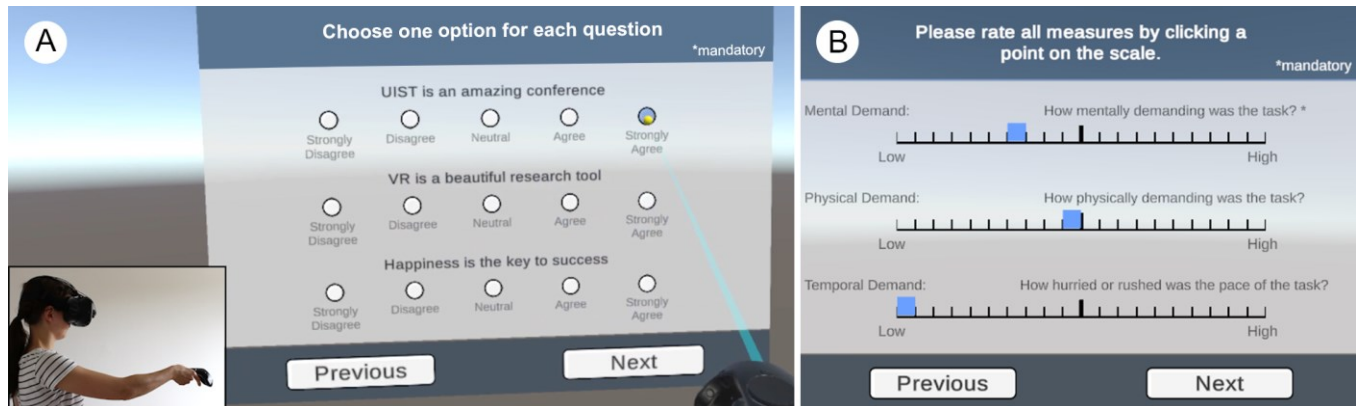 A
Choose one option for each question
*mandatory
UIST is an amazing conference
Strongly Disagree Disagree Neutral Agree Strongly Agree
VR is a beautiful research tool
Strongly Disagree Disagree Neutral Agree Strongly Agree
Happiness is the key to success
Strongly Disagree Disagree Neutral Agree Strongly Agree
Previous Next
B
Please rate all measures by clicking a
point on the scale.
*mandatory
Mental Demand: How mentally demanding was the task? *
Low High
Physical Demand: How physically demanding was the task?
Low High
Temporal Demand: How hurried or rushed was the pace of the task?
Low High
Previous Next